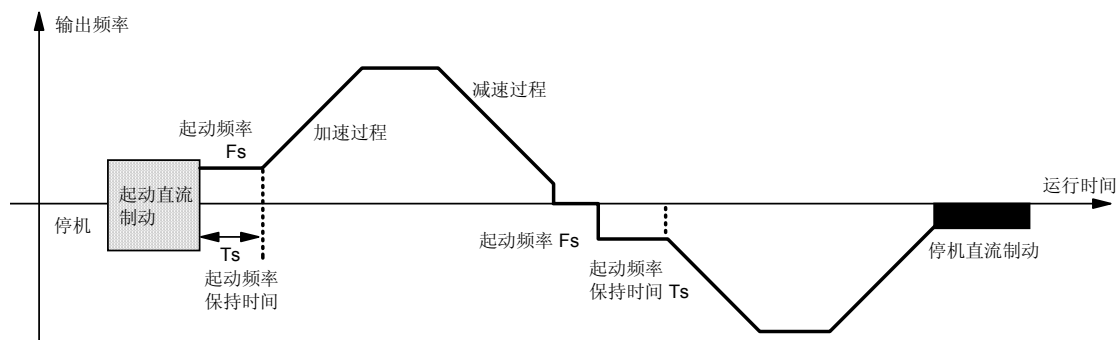 输出频率
减速过程
起动频率
Fs
加速过程
运行时间
起动直流
制动
停机
Ts
起动频率
保持时间
起动频率 Fs
起动频率
保持时间 Ts
停机直流制动